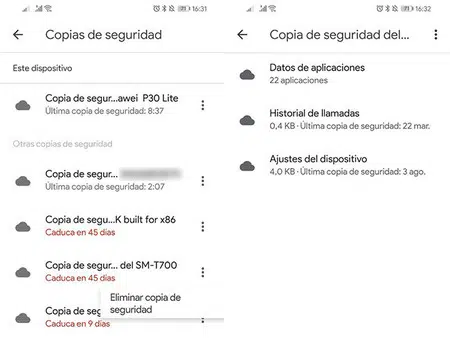 16:31
Copias de seguridad
Este dispositivo
Copia de segur...awei P30 Lite
Última copia de seguridad: 8:37
Otras copias de seguridad
Copia de segur...
Última copia de seguridad: 2:07
Copia de segu...K built for x86
Caduca en 45 días
Copia de segur... del SM-T700
Caduca en 45 días
Eliminar copia de
seguridad
Copia de seg
Caduca en 9 días
16:32
Copia de seguridad del...
Datos de aplicaciones
22 aplicaciones
Historial de llamadas
0,4 KB · Última copia de seguridad: 22 mar.
Ajustes del dispositivo
4,0 KB · Última copia de seguridad: 3 ago.